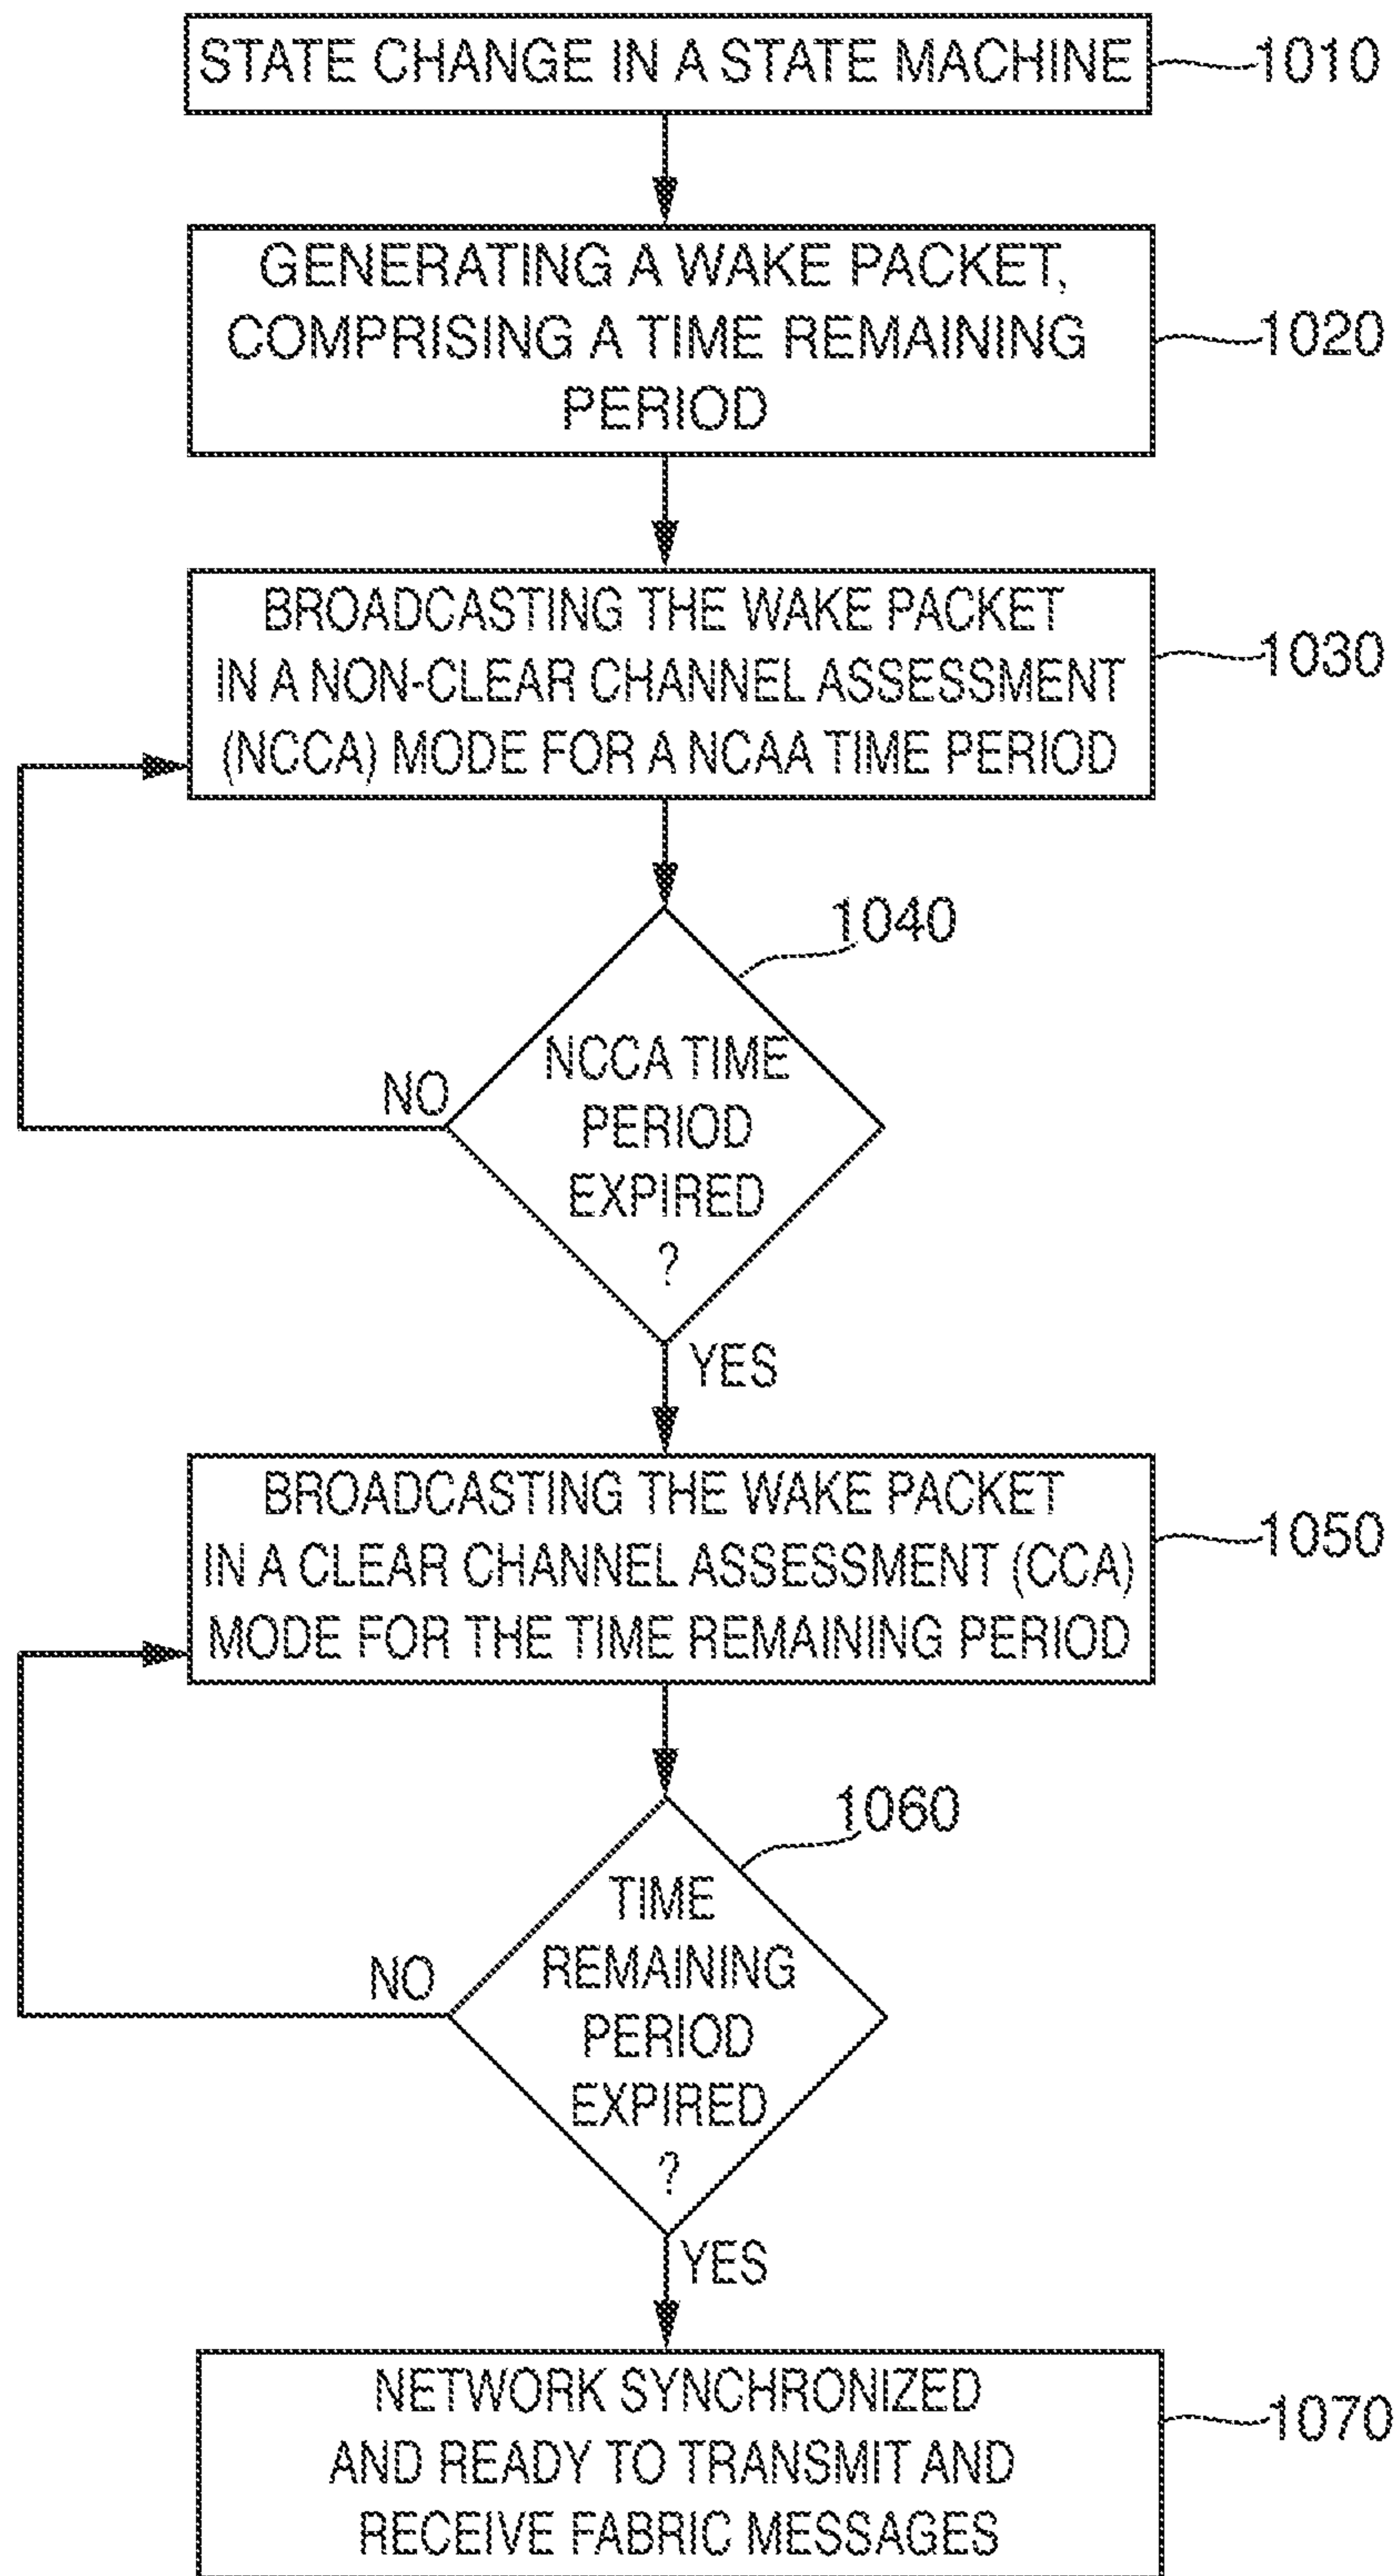 STATE CHANGE IN A STATE MACHINE
1010
GENERATING A WAKE PACKET,
COMPRISING A TIME REMAINING
PERIOD
1020
BROADCASTING THE WAKE PACKET
IN A NON-CLEAR CHANNEL ASSESSMENT
(NCCA) MODE FOR A NCAA TIME PERIOD
1030
1040
NCCA TIME
PERIOD
EXPIRED
?
NO
YES
BROADCASTING THE WAKE PACKET
IN A CLEAR CHANNEL ASSESSMENT (CCA)
MODE FOR THE TIME REMAINING PERIOD
1050
1060
TIME
REMAINING
PERIOD
EXPIRED
?
NO
YES
NETWORK SYNCHRONIZED
AND READY TO TRANSMIT AND
RECEIVE FABRIC MESSAGES
1070